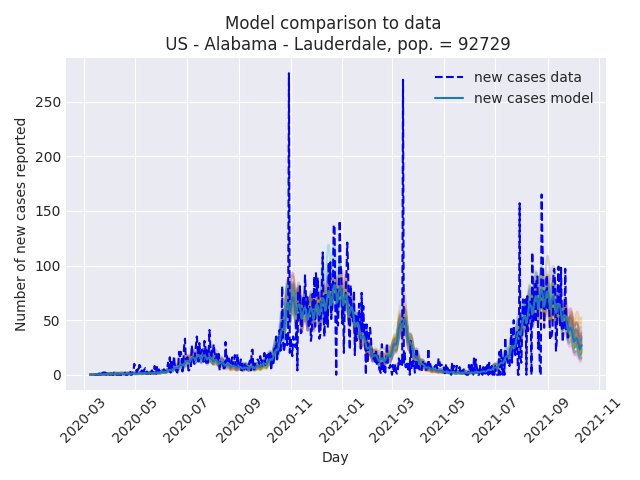 Model comparison to data
US - Alabama - Lauderdale, pop. = 92729
new cases data
new cases model
Number of new cases reported
250
200
150
100
50
0
2020-03
2020-05
2020-07
2020-09
2020-11
2021-01
2021-03
2021-05
2021-07
2021-09
2021-11
Day